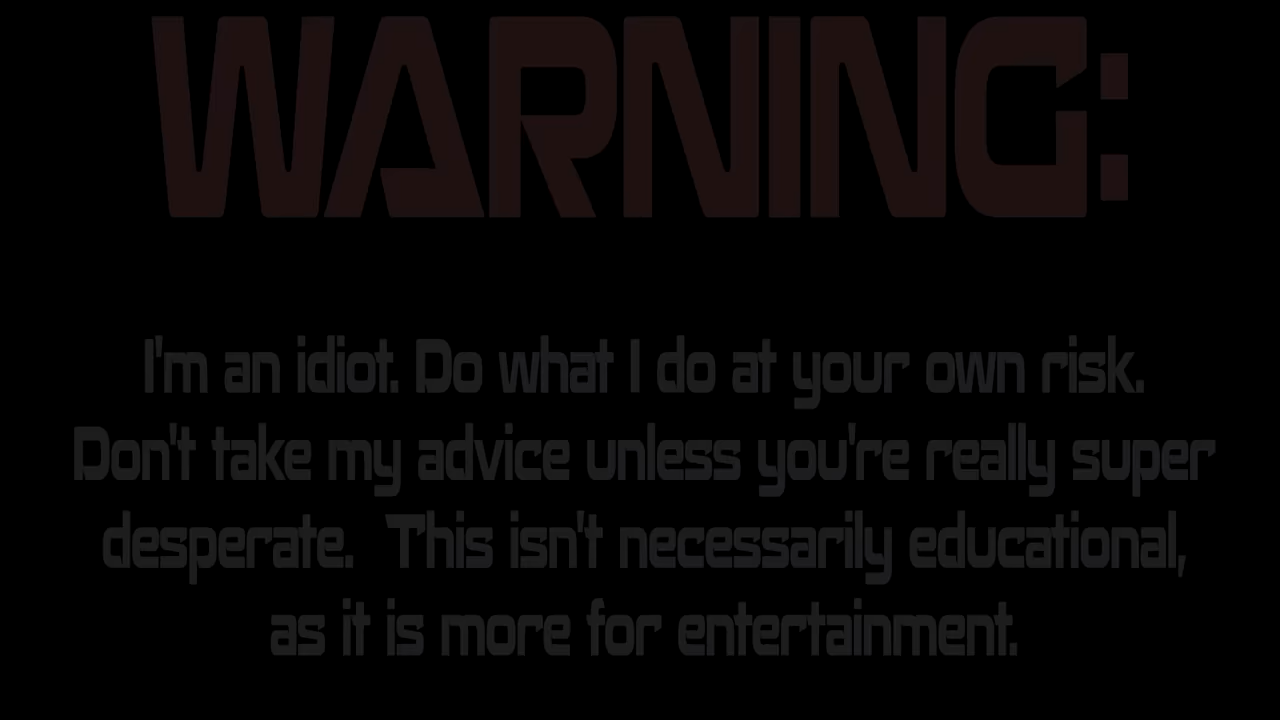 WARNING:
I'm an idiot. Do what I do at your own risk.
Don't take my advice unless you're really super
desperate.  This isn't necessarily educational,
as it is more for entertainment.